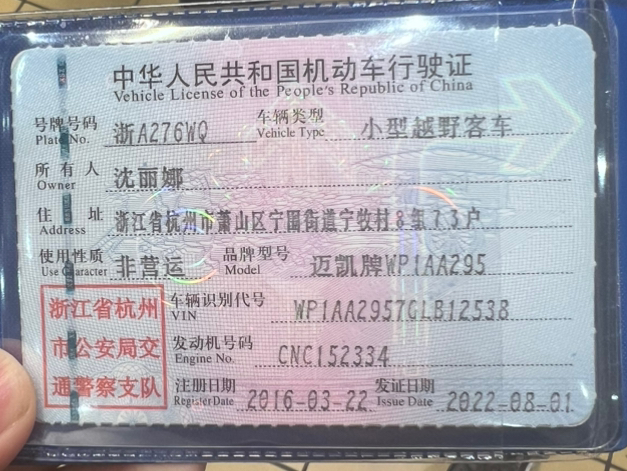 中华人民共和国机动车行驶证
Vehicle License of the People's Republic of China
号牌号码 浙A276WQ 车辆类型 小型越野客车
Plate No. Vehicle Type
所有人 沈丽娜
Owner
住址 浙江省杭州市萧山区宁围街道宁牧村8组73户
Address
使用性质 非营运 品牌型号 迈凯牌WP1AA295
Use Character Model
浙江省杭州
市公安局交
通警察支队
车辆识别代号 WP1AA2957GLB12538
VIN
发动机号码 CNC152334
Engine No.
注册日期 2016-03-22 发证日期 2022-08-01
Register Date Issue Date